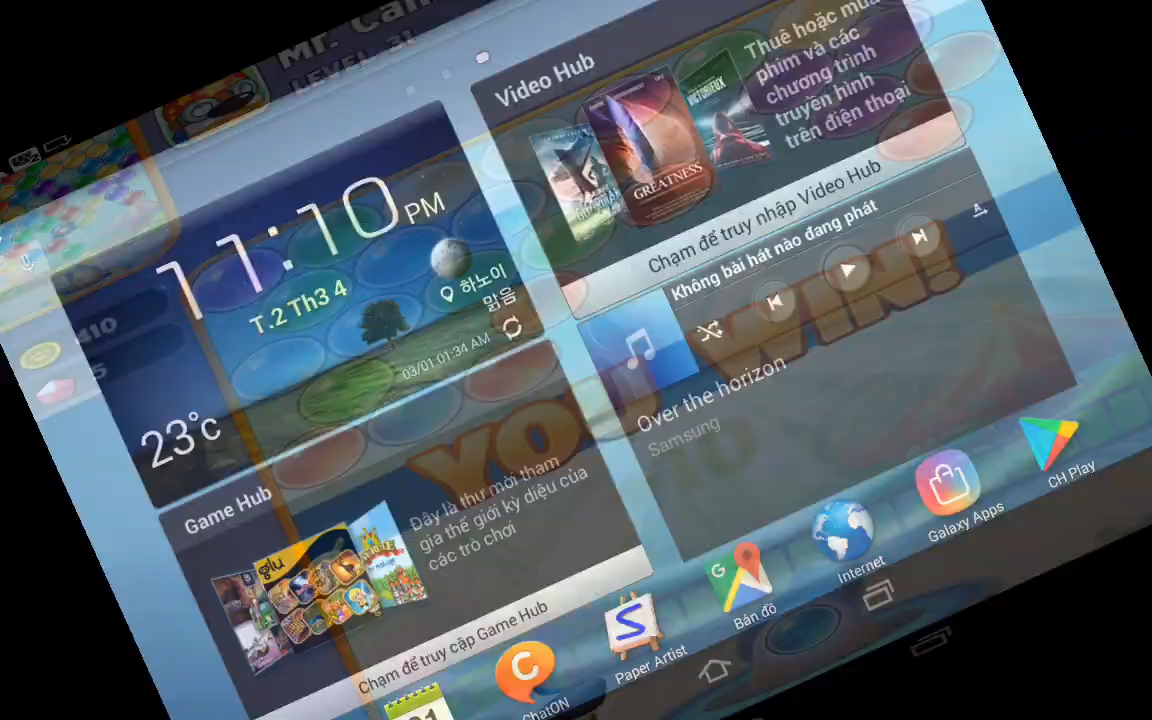 Mr. Can
LEVEL 31
11:10 PM
T.2 Th3 4
하노이
맑음
03/01 01:34 AM
23°c
Video Hub
Thuê hoặc mua
phim và các
chương trình
truyền hình
trên điện thoại
VICTORIEUX
GREATNESS
Chạm để truy nhập Video Hub
Không bài hát nào đang phát
Over the horizon
Samsung
YOU WIN!
Game Hub
glu
Đây là thư mời tham
gia thế giới kỳ diệu của
các trò chơi
Chạm để truy cập Game Hub
ChatON
Paper Artist
Bản đồ
Internet
Galaxy Apps
CH Play